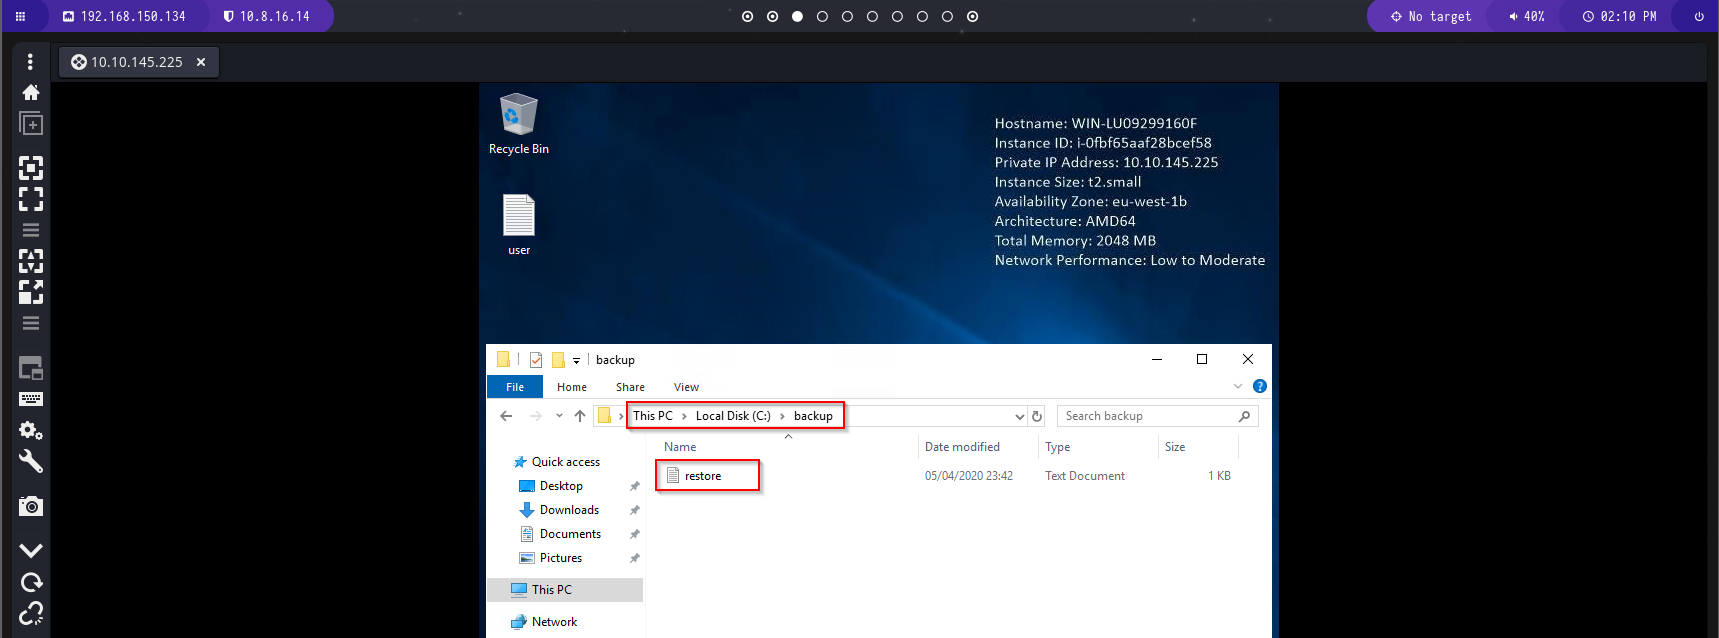 192.168.150.134 10.8.16.14 No target 40% 02:10 PM
10.10.145.225
Recycle Bin
user
Hostname: WIN-LU09299160F
Instance ID: i-0fbf65aaf28bcef58
Private IP Address: 10.10.145.225
Instance Size: t2.small
Availability Zone: eu-west-1b
Architecture: AMD64
Total Memory: 2048 MB
Network Performance: Low to Moderate
backup
File Home Share View
This PC Local Disk (C:) backup Search backup
Name Date modified Type Size
restore 05/04/2020 23:42 Text Document 1 KB
Quick access
Desktop
Downloads
Documents
Pictures
This PC
Network